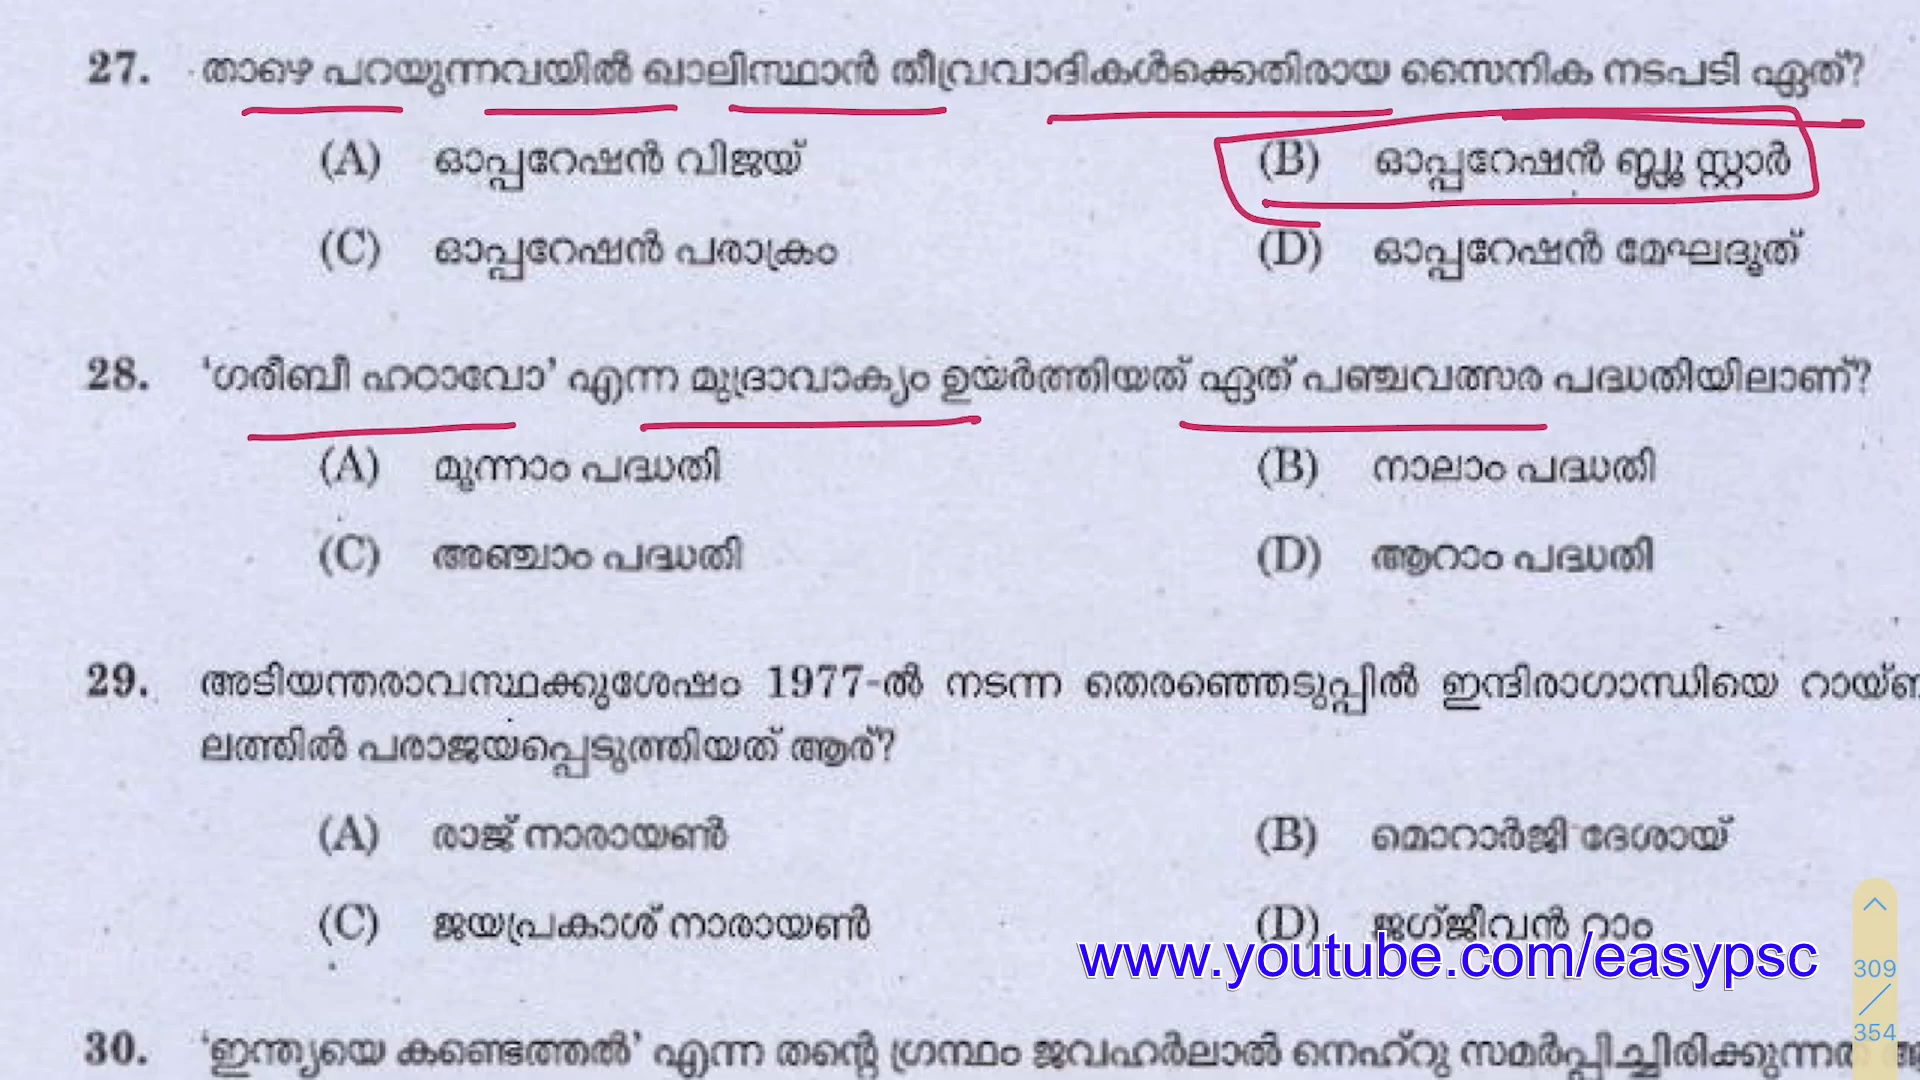 27. താഴെ പറയുന്നവയിൽ ഖാലിസ്ഥാൻ തീവ്രവാദികൾക്കെതിരായ സൈനിക നടപടി ഏത്?
(A) ഓപ്പറേഷൻ വിജയ് (B) ഓപ്പറേഷൻ ബ്ലൂ സ്റ്റാർ
(C) ഓപ്പറേഷൻ പരാക്രം (D) ഓപ്പറേഷൻ മേഘദൂത്
28. ‘ഗരീബീ ഹഠാവോ’ എന്ന മുദ്രാവാക്യം ഉയർത്തിയത് ഏത് പഞ്ചവത്സര പദ്ധതിയിലാണ്?
(A) മൂന്നാം പദ്ധതി (B) നാലാം പദ്ധതി
(C) അഞ്ചാം പദ്ധതി (D) ആറാം പദ്ധതി
29. അടിയന്തരാവസ്ഥക്കുശേഷം 1977-ൽ നടന്ന തെരഞ്ഞെടുപ്പിൽ ഇന്ദിരാഗാന്ധിയെ
ലത്തിൽ പരാജയപ്പെടുത്തിയത് ആര്?
(A) രാജ് നാരായൺ (B) മൊറാർജി ദേശായ്
(C) ജയപ്രകാശ് നാരായൺ (D) ജഗ്ജീവൻ റാം
www.youtube.com/easypsc
309
354
30. ‘ഇന്ത്യയെ കണ്ടെത്തൽ’ എന്ന തന്റെ ഗ്രന്ഥം ജവഹർലാൽ നെഹ്റു